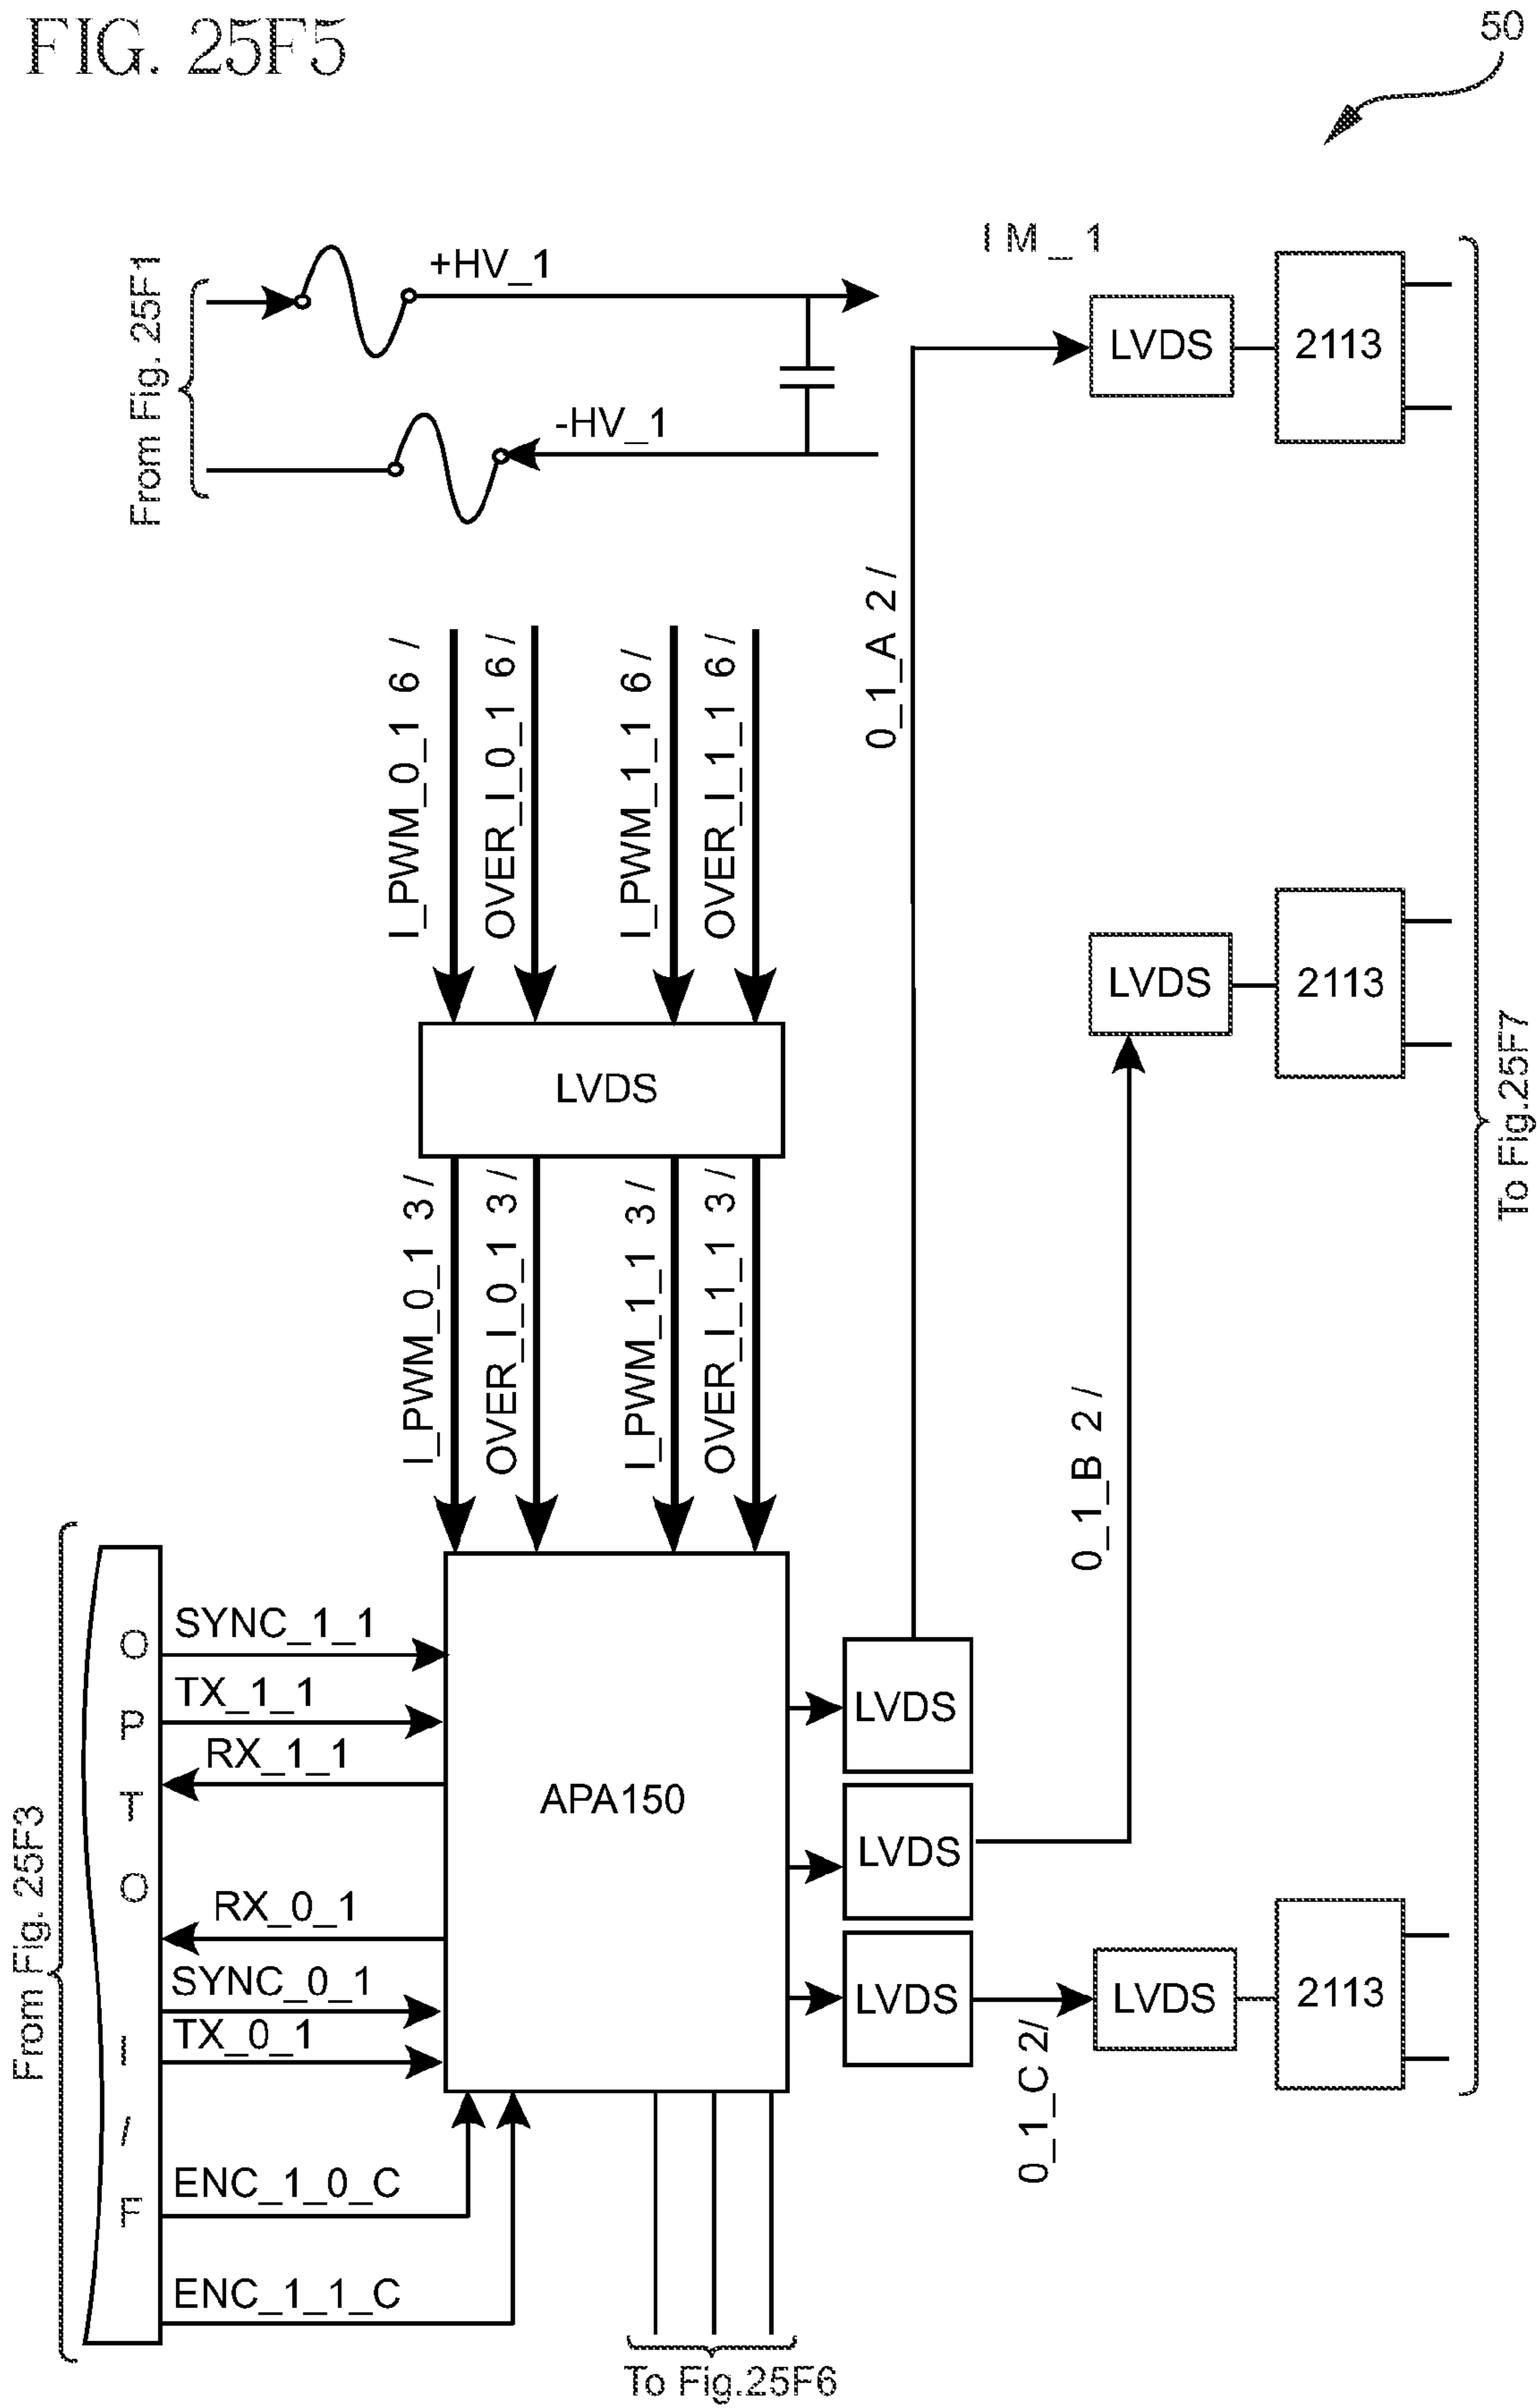 FIG. 25F5
50
From Fig. 25F1
+HV_1
-HV_1
IM_1
LVDS
2113
0_1_A 2/
I_PWM_0_1 6 /
OVER_I_0_1 6/
I_PWM_1_1 6/
OVER_I_1_1 6/
LVDS
2113
LVDS
To Fig.25F7
I_PWM_0_1 3/
OVER_I_0_1 3/
I_PWM_1_1 3/
OVER_I_1_1 3/
0_1_B 2 /
From Fig. 25F3
OPTO I/F
SYNC_1_1
TX_1_1
RX_1_1
RX_0_1
SYNC_0_1
TX_0_1
ENC_1_0_C
ENC_1_1_C
APA150
LVDS
LVDS
LVDS
0_1_C 2/
LVDS
2113
To Fig.25F6